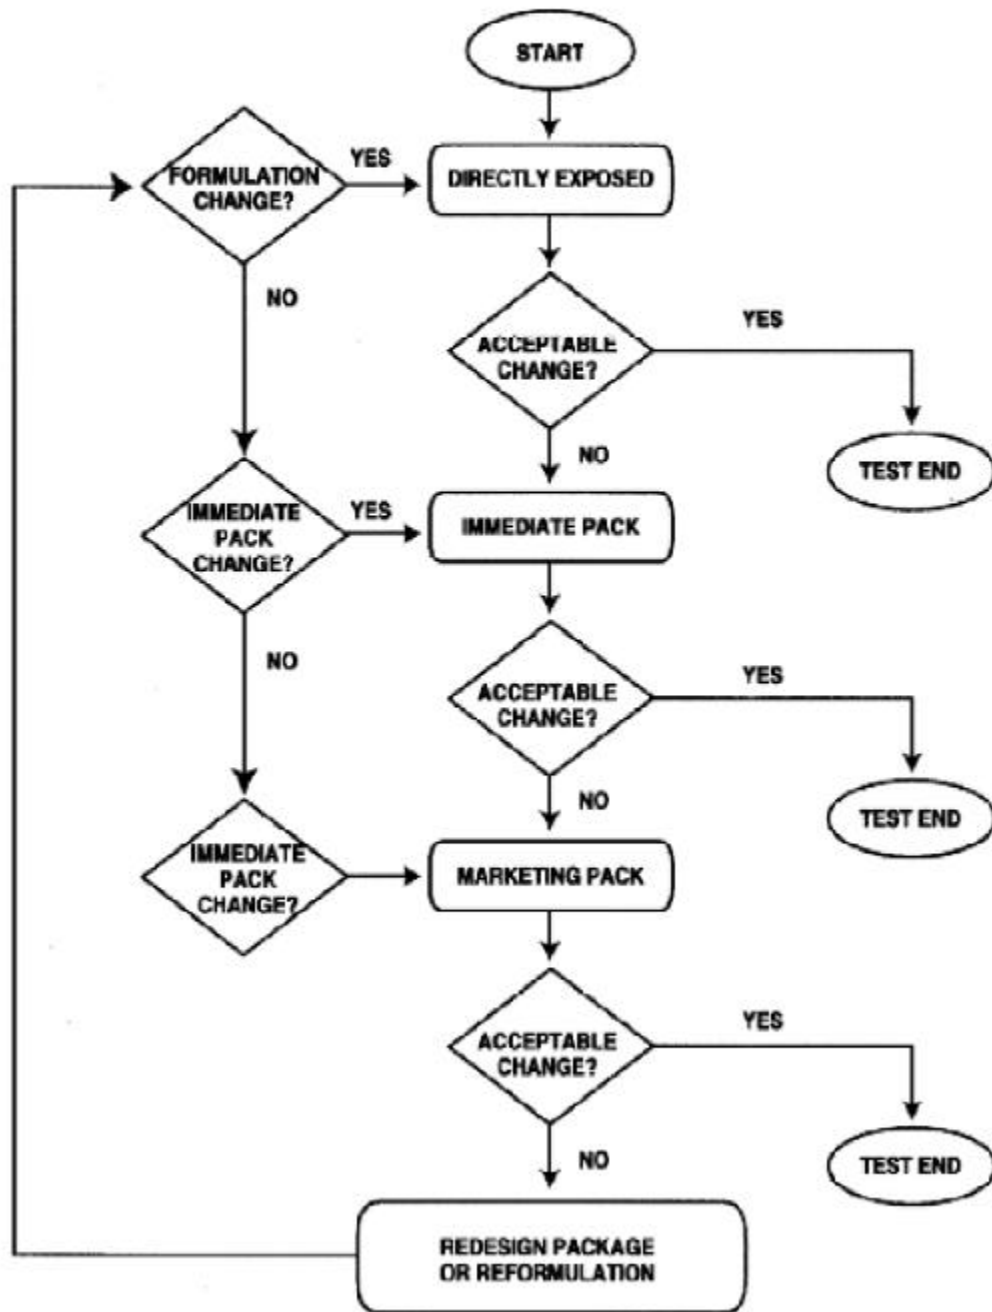 START
FORMULATION
CHANGE?
YES
DIRECTLY EXPOSED
NO
ACCEPTABLE
CHANGE?
YES
NO
TEST END
IMMEDIATE
PACK
CHANGE?
YES
IMMEDIATE PACK
NO
ACCEPTABLE
CHANGE?
YES
NO
TEST END
IMMEDIATE
PACK
CHANGE?
MARKETING PACK
ACCEPTABLE
CHANGE?
YES
NO
TEST END
REDESIGN PACKAGE
OR REFORMULATION